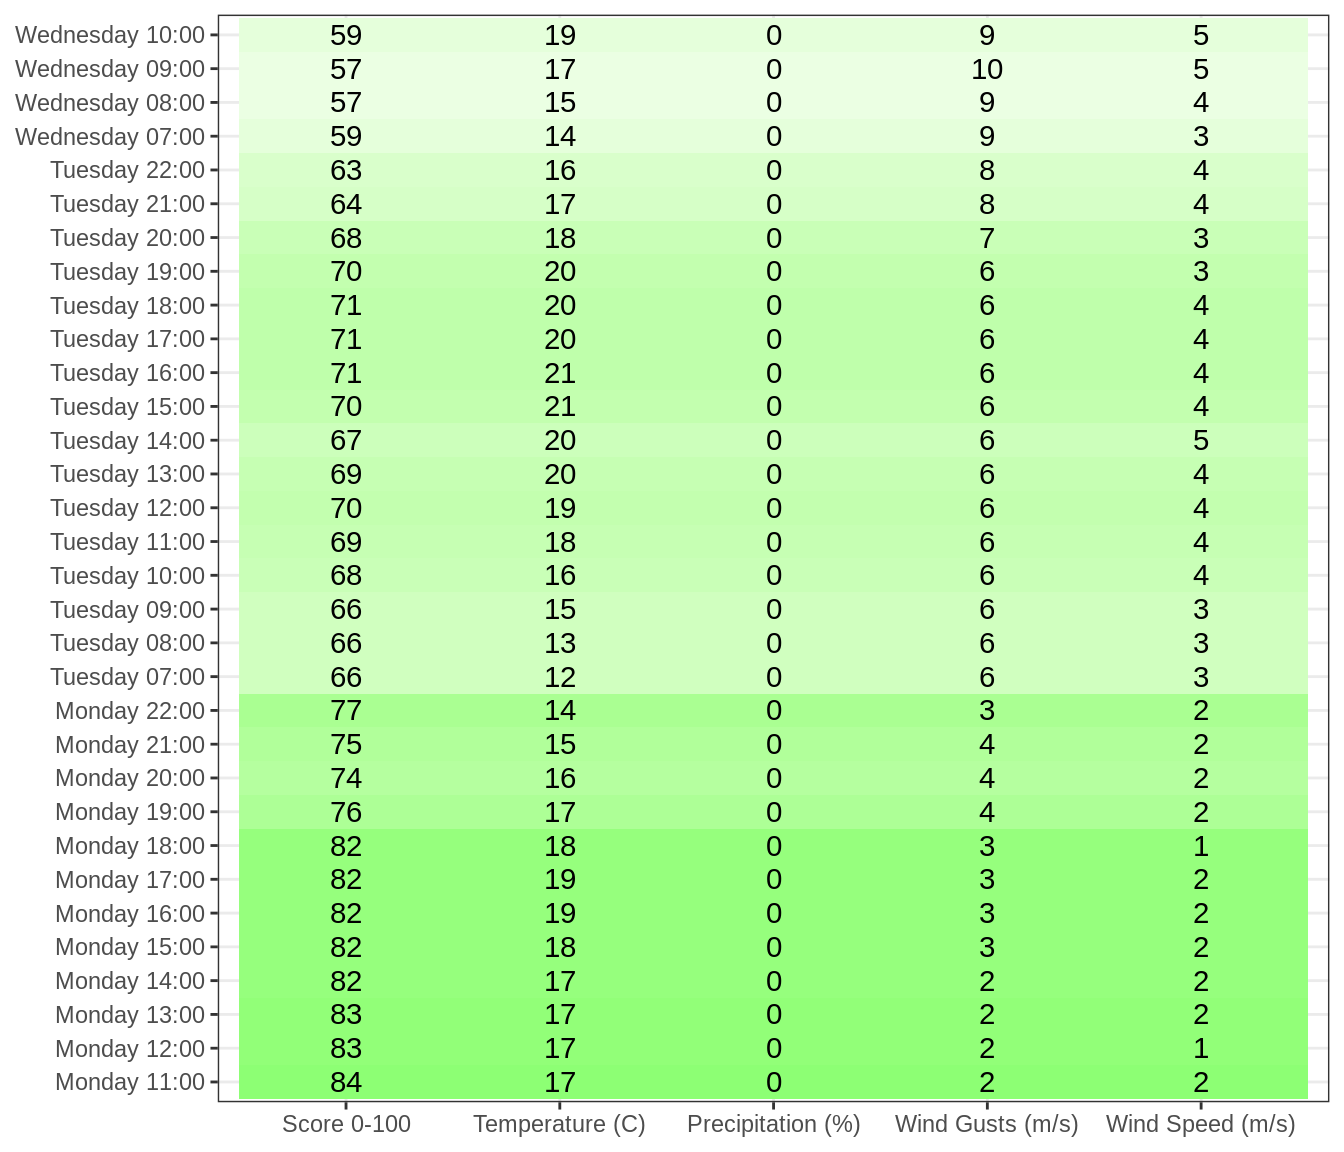 Wednesday 10:00 59 19 0 9 5
Wednesday 09:00 57 17 0 10 5
Wednesday 08:00 57 15 0 9 4
Wednesday 07:00 59 14 0 9 3
Tuesday 22:00 63 16 0 8 4
Tuesday 21:00 64 17 0 8 4
Tuesday 20:00 68 18 0 7 3
Tuesday 19:00 70 20 0 6 3
Tuesday 18:00 71 20 0 6 4
Tuesday 17:00 71 20 0 6 4
Tuesday 16:00 71 21 0 6 4
Tuesday 15:00 70 21 0 6 4
Tuesday 14:00 67 20 0 6 5
Tuesday 13:00 69 20 0 6 4
Tuesday 12:00 70 19 0 6 4
Tuesday 11:00 69 18 0 6 4
Tuesday 10:00 68 16 0 6 4
Tuesday 09:00 66 15 0 6 3
Tuesday 08:00 66 13 0 6 3
Tuesday 07:00 66 12 0 6 3
Monday 22:00 77 14 0 3 2
Monday 21:00 75 15 0 4 2
Monday 20:00 74 16 0 4 2
Monday 19:00 76 17 0 4 2
Monday 18:00 82 18 0 3 1
Monday 17:00 82 19 0 3 2
Monday 16:00 82 19 0 3 2
Monday 15:00 82 18 0 3 2
Monday 14:00 82 17 0 2 2
Monday 13:00 83 17 0 2 2
Monday 12:00 83 17 0 2 1
Monday 11:00 84 17 0 2 2
Score 0-100 Temperature (C) Precipitation (%) Wind Gusts (m/s) Wind Speed (m/s)